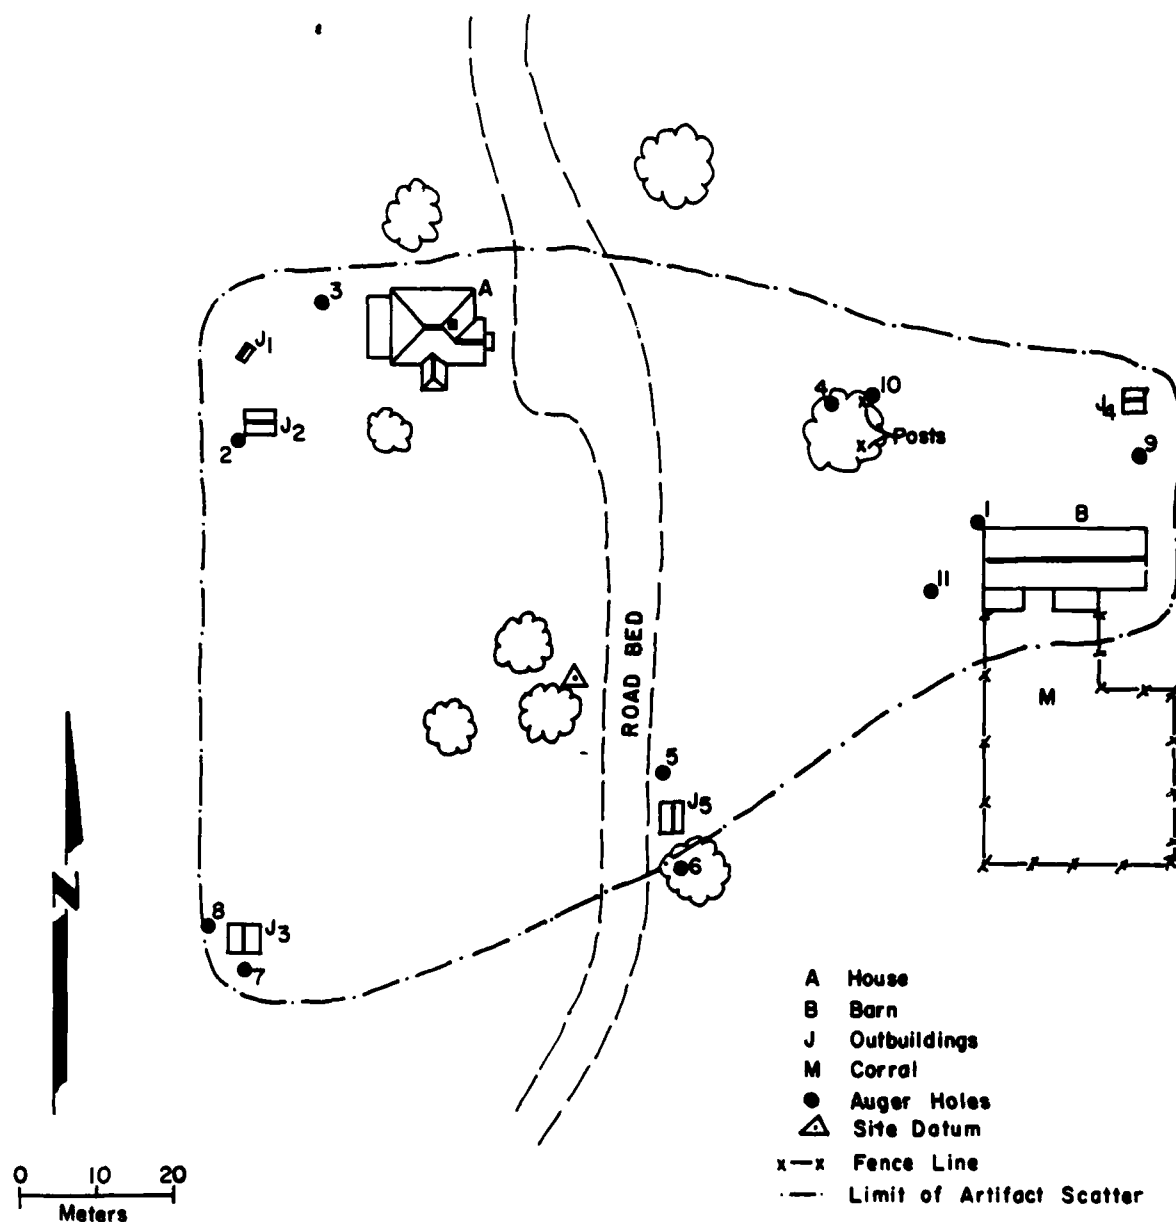 A
3
J1
J2
2
4
10
Posts
J4
9
1
B
11
ROAD BED
M
5
J5
6
8
J3
7
N
A House
B Barn
J Outbuildings
M Corral
Auger Holes
Site Datum
x—x Fence Line
Limit of Artifact Scatter
0 10 20
Meters